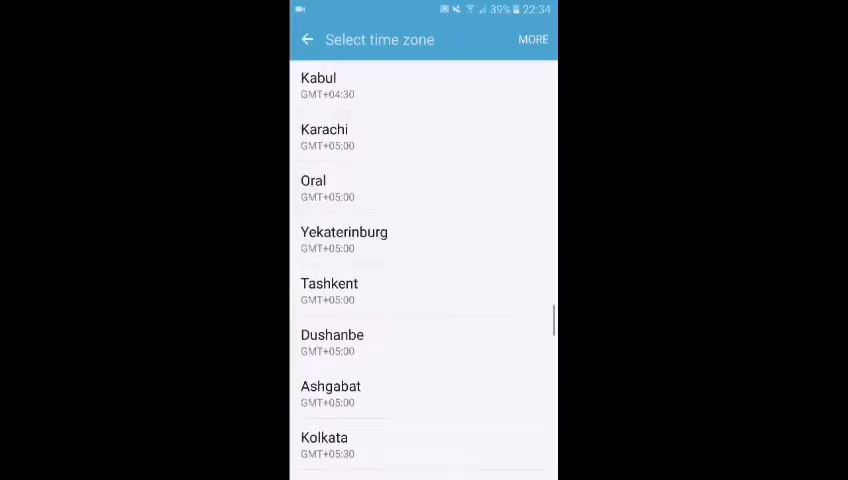 39% 22:34
Select time zone MORE
Kabul
GMT+04:30
Karachi
GMT+05:00
Oral
GMT+05:00
Yekaterinburg
GMT+05:00
Tashkent
GMT+05:00
Dushanbe
GMT+05:00
Ashgabat
GMT+05:00
Kolkata
GMT+05:30